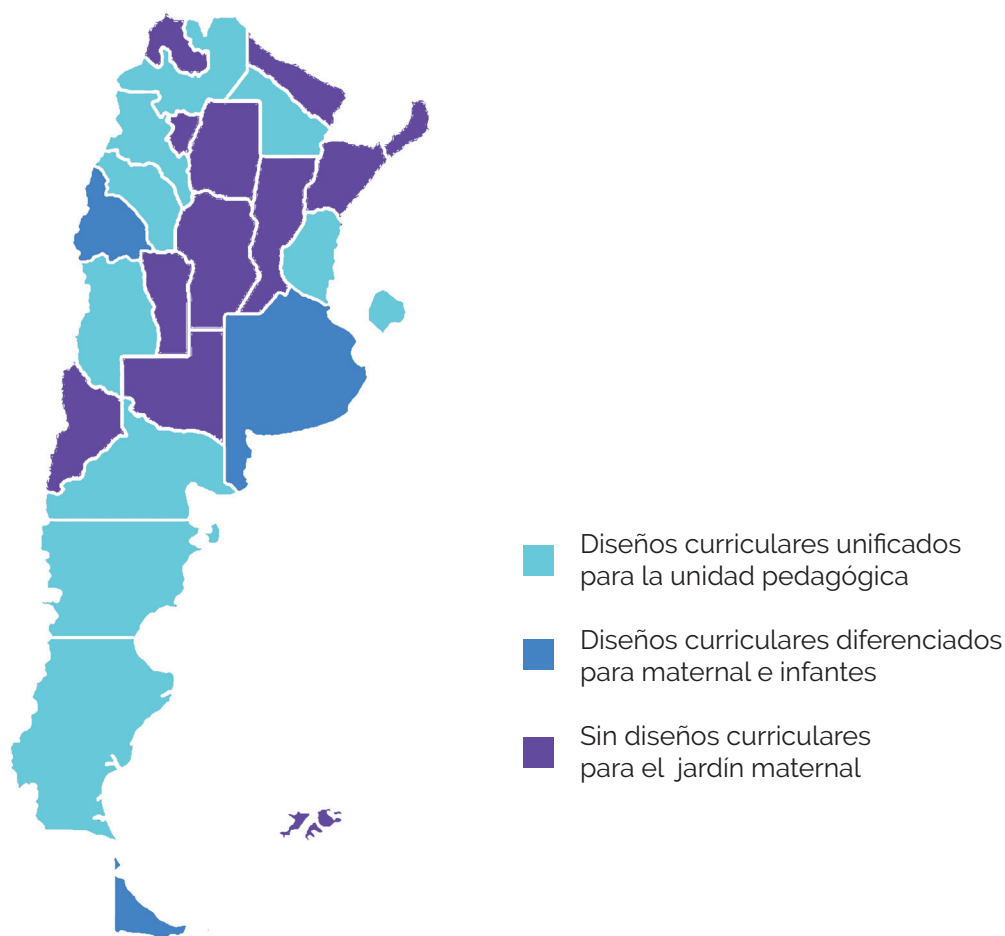 Diseños curriculares unificados
para la unidad pedagógica
Diseños curriculares diferenciados
para maternal e infantes
Sin diseños curriculares
para el jardín maternal